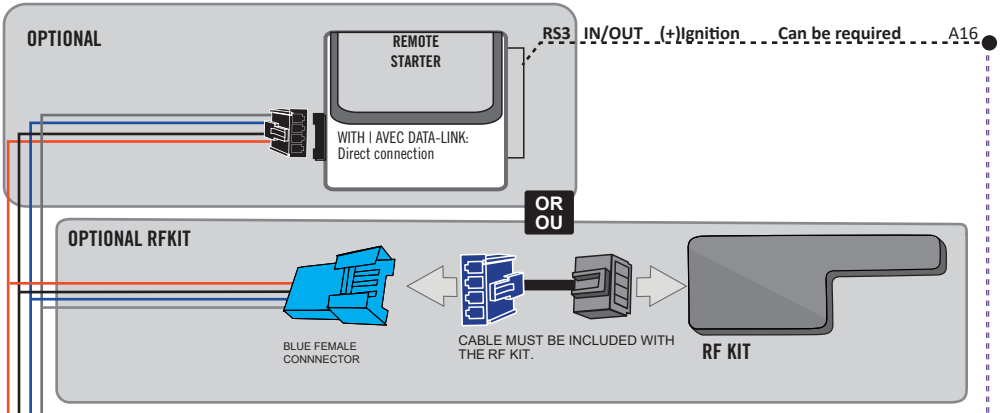 OPTIONAL
REMOTE
STARTER
RS3 IN/OUT (+)Ignition Can be required A16
WITH | AVEC DATA-LINK:
Direct connection
OR
OU
OPTIONAL RFKIT
BLUE FEMALE
CONNNECTOR
CABLE MUST BE INCLUDED WITH
THE RF KIT.
RF KIT